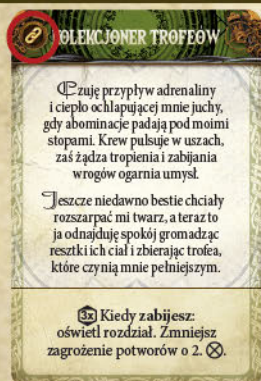 KOLEKCJONER TROFEÓW
Czuję przypływ adrenaliny
i ciepło ochlapującej mnie juchy,
gdy abominacje padają pod moimi
stopami. Krew pulsuje w uszach,
zaś żądza tropienia i zabijania
wrogów ogarnia umysł.
Jeszcze niedawno bestie chciały
rozszarpać mi twarz, a teraz to
ja odnajduję spokój gromadząc
resztki ich ciał i zbierając trofea,
które czynią mnie pełniejszym.
3x Kiedy zabijesz:
oświetl rozdział. Zmniejsz
zagrożenie potworów o 2.